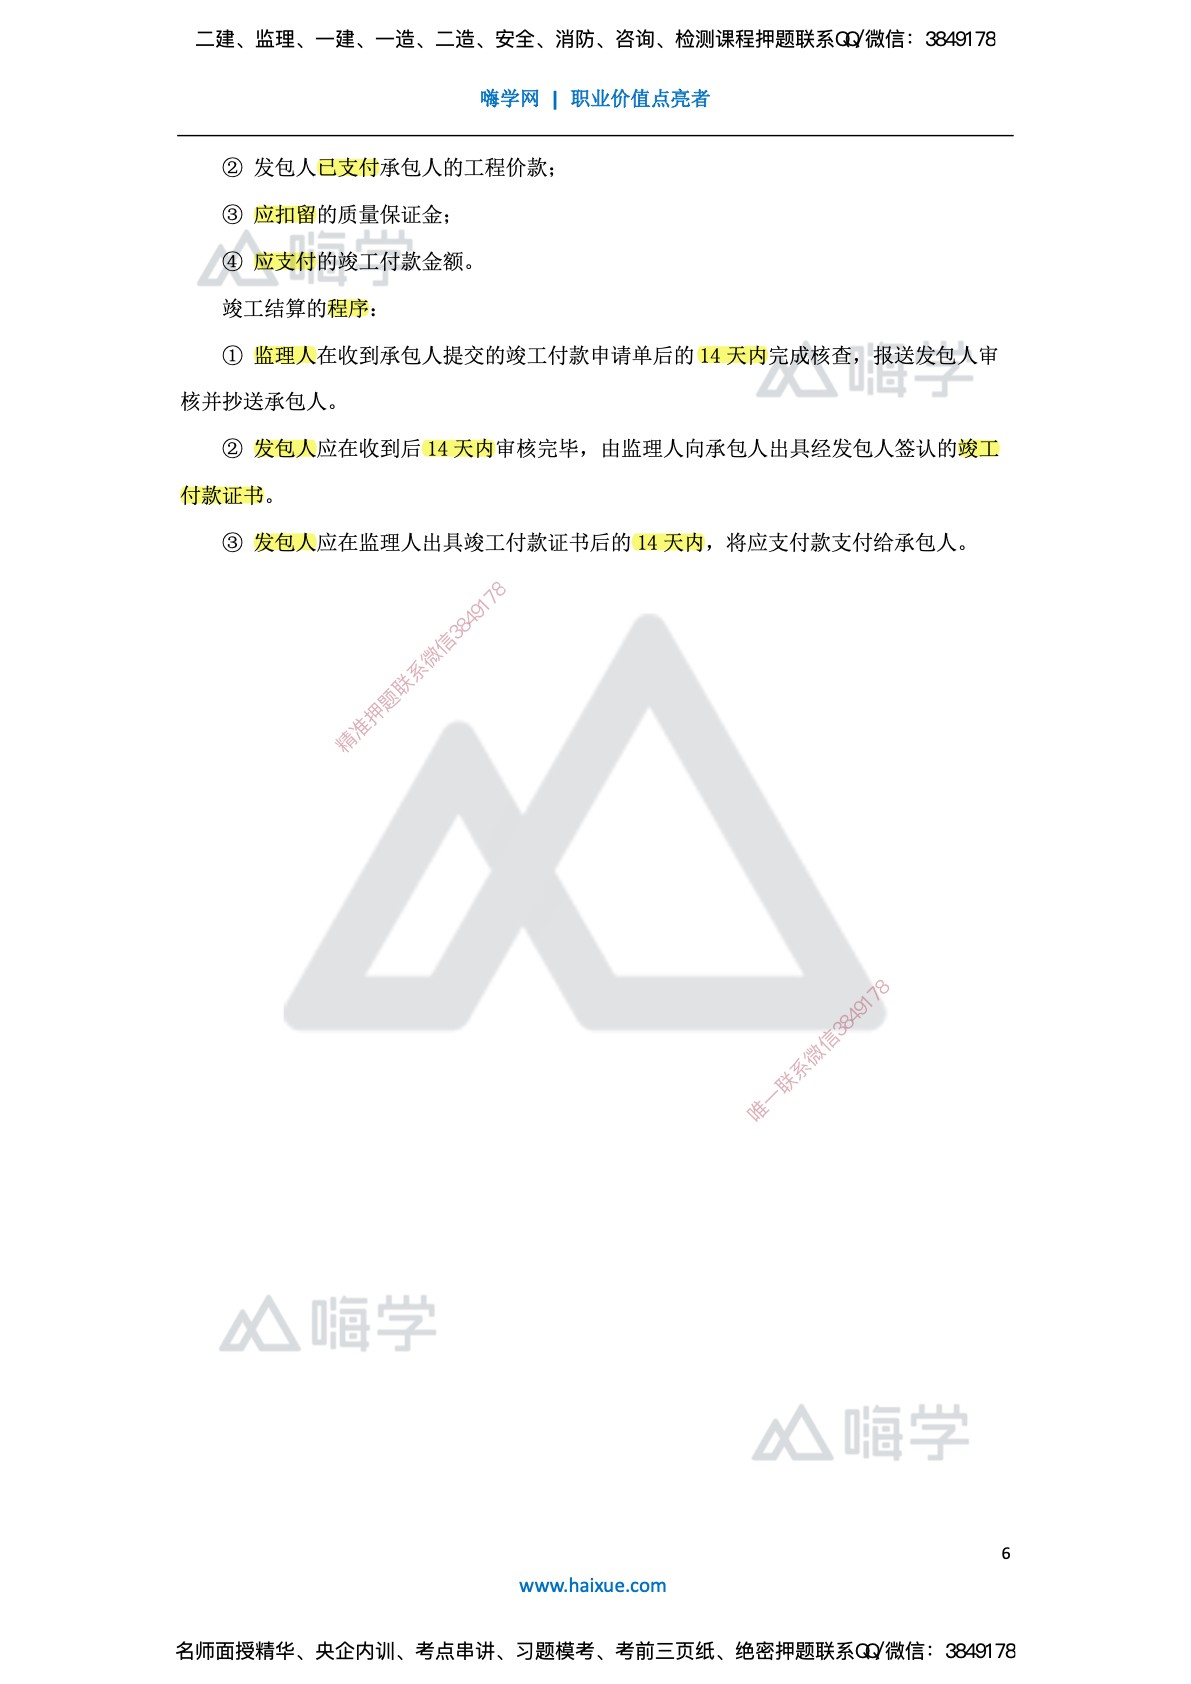 二建、监理、一建、一造、二造、安全、消防、咨询、检测课程押题联系QQ/微信：3849178
嗨学网 | 职业价值点亮者
② 发包人已支付承包人的工程价款；
③ 应扣留的质量保证金；
嗨学
④ 应支付的竣工付款金额。
竣工结算的程序：
① 监理人在收到承包人提交的竣工付款申请单后的 14 天内完成核查，报送发包人审
嗨学
核并抄送承包人。
② 发包人应在收到后 14 天内审核完毕，由监理人向承包人出具经发包人签认的竣工
付款证书。
③ 发包人应在监理人出具竣工付款证书后的 14 天内，将应支付款支付给承包人。
精准押题联系微信3849178
唯一联系微信3849178
嗨学
嗨学
6
www.haixue.com
名师面授精华、央企内训、考点串讲、习题模考、考前三页纸、绝密押题联系QQ/微信：3849178